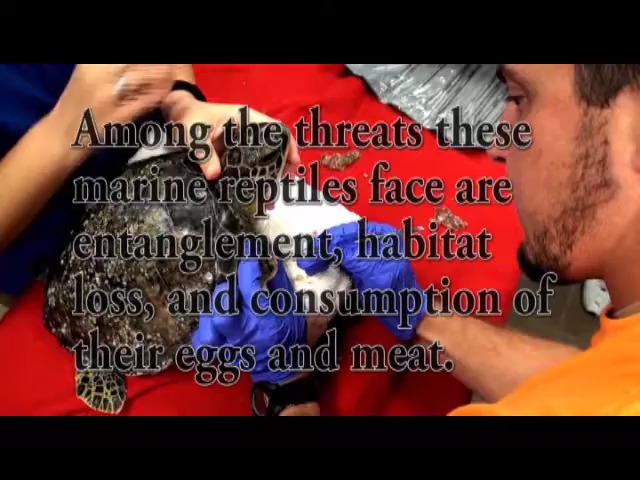 Among the threats these
marine reptiles face are
entanglement, habitat
loss, and consumption of
their eggs and meat.